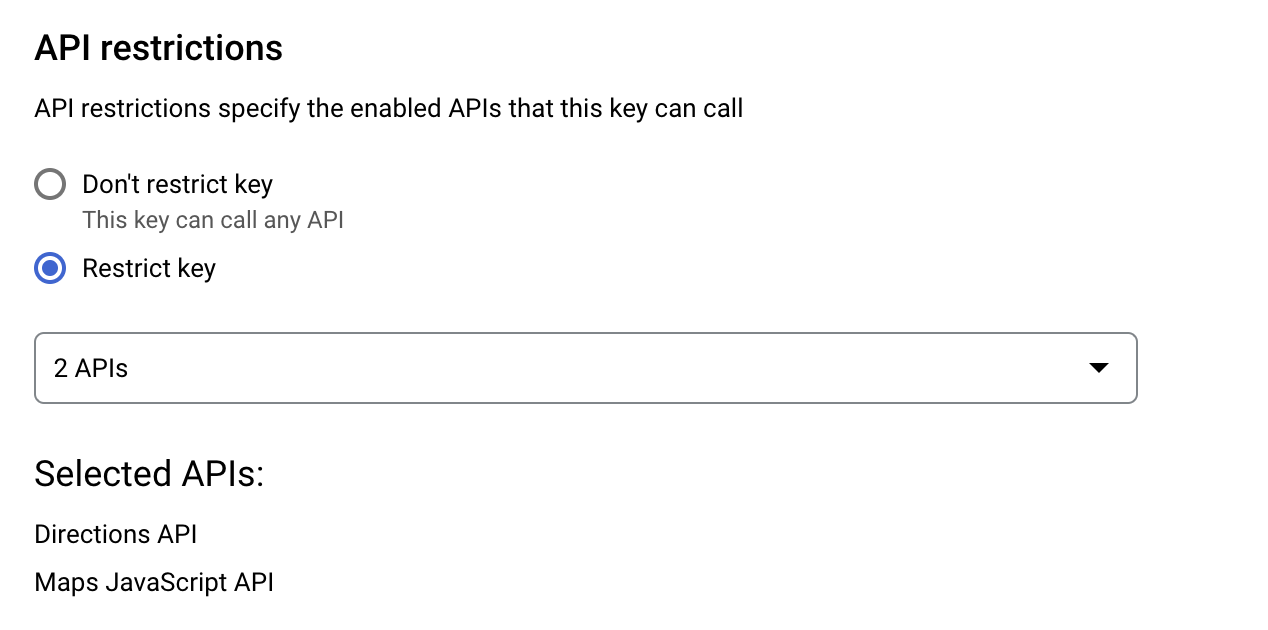 API restrictions
API restrictions specify the enabled APIs that this key can call
Don't restrict key
This key can call any API
Restrict key
2 APIs
Selected APIs:
Directions API
Maps JavaScript API